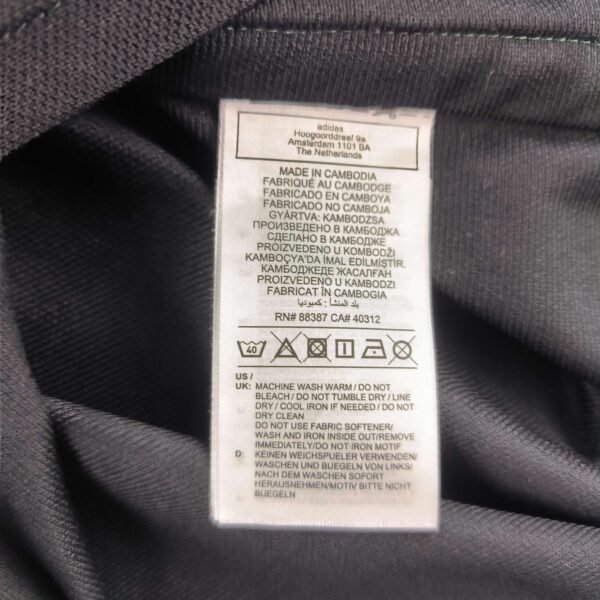 adidas
Hoogoorddreef 9a
Amsterdam 1101 BA
The Netherlands
MADE IN CAMBODIA
FABRIQUÉ AU CAMBODGE
FABRICADO EN CAMBOYA
FABRICADO NO CAMBOJA
GYÁRTVA: KAMBODZSA
ПРОИЗВЕДЕНО В КАМБОДЖА
СДЕЛАНО В КАМБОДЖЕ
PROIZVEDENO U KOMBODŽI
KAMBOÇYA'DA İMAL EDİLMİŞTİR.
КАМБОДЖЕДЕ ЖАСАЛҒАН
PROIZVEDENO U KAMBODZI
FABRICAT ÎN CAMBOGIA
بلد المنشأ: كمبوديا
RN# 88387 CA# 40312
40
US /
UK: MACHINE WASH WARM / DO NOT
BLEACH / DO NOT TUMBLE DRY / LINE
DRY / COOL IRON IF NEEDED / DO NOT
DRY CLEAN
DO NOT USE FABRIC SOFTENER/
WASH AND IRON INSIDE OUT/REMOVE
IMMEDIATELY/DO NOT IRON MOTIF
D: KEINEN WEICHSPUELER VERWENDEN/
WASCHEN UND BUEGELN VON LINKS/
NACH DEM WASCHEN SOFORT
HERAUSNEHMEN/MOTIV BITTE NICHT
BUEGELN